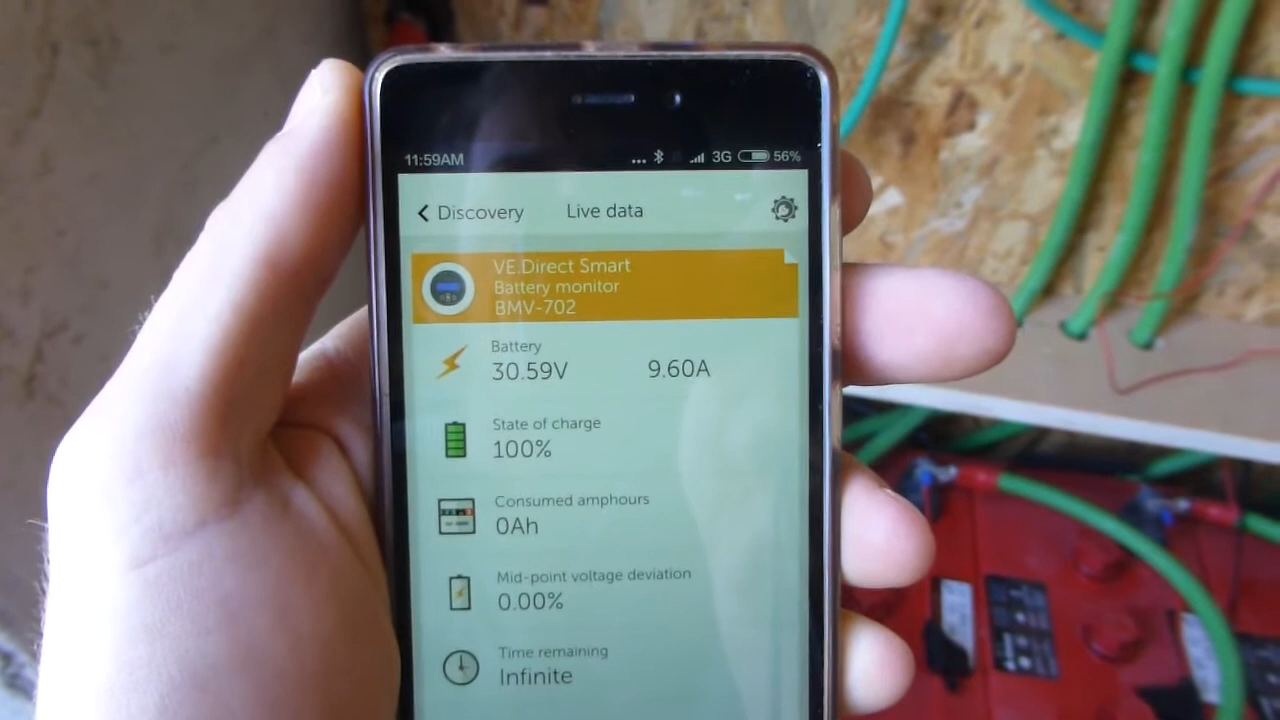 11:59AM ... 3G 56%
Discovery Live data
VE.Direct Smart
Battery monitor
BMV-702
Battery
30.59V 9.60A
State of charge
100%
Consumed amphours
0Ah
Mid-point voltage deviation
0.00%
Time remaining
Infinite